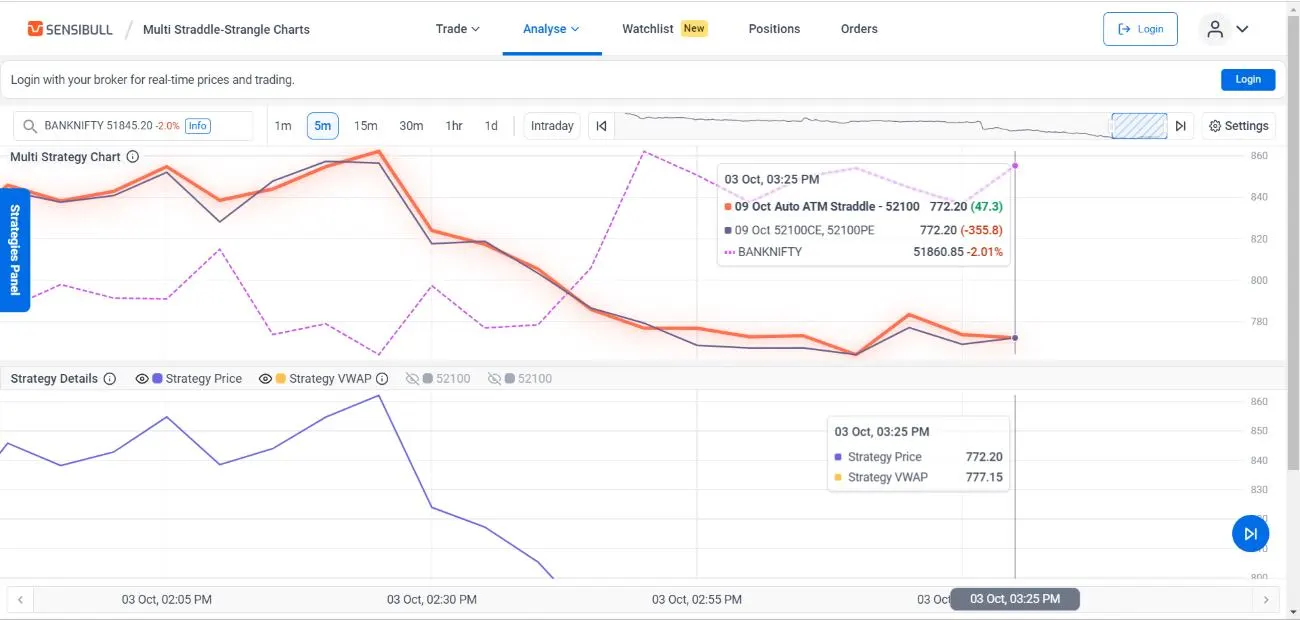 SENSIBULL / Multi Straddle-Strangle Charts Trade Analyse Watchlist New Positions Orders Login
Login with your broker for real-time prices and trading. Login
BANKNIFTY 51845.20 -2.0% Info 1m 5m 15m 30m 1hr 1d Intraday Settings
Multi Strategy Chart
860
840
820
800
780
Strategies Panel
03 Oct, 03:25 PM
09 Oct Auto ATM Straddle - 52100 772.20 (47.3)
09 Oct 52100CE, 52100PE 772.20 (-355.8)
BANKNIFTY 51860.85 -2.01%
Strategy Details Strategy Price Strategy VWAP 52100 52100
860
850
840
830
800
03 Oct, 03:25 PM
Strategy Price 772.20
Strategy VWAP 777.15
03 Oct, 02:05 PM 03 Oct, 02:30 PM 03 Oct, 02:55 PM 03 Oct 03 Oct, 03:25 PM